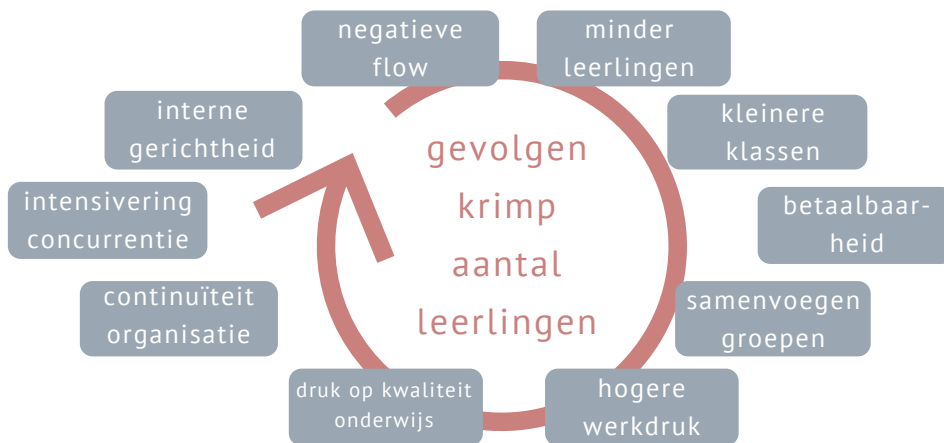 negatieve
flow
minder
leerlingen
kleinere
klassen
betaalbaar-
heid
samenvoegen
groepen
hogere
werkdruk
druk op kwaliteit
onderwijs
continuïteit
organisatie
intensivering
concurrentie
interne
gerichtheid
gevolgen
krimp
aantal
leerlingen